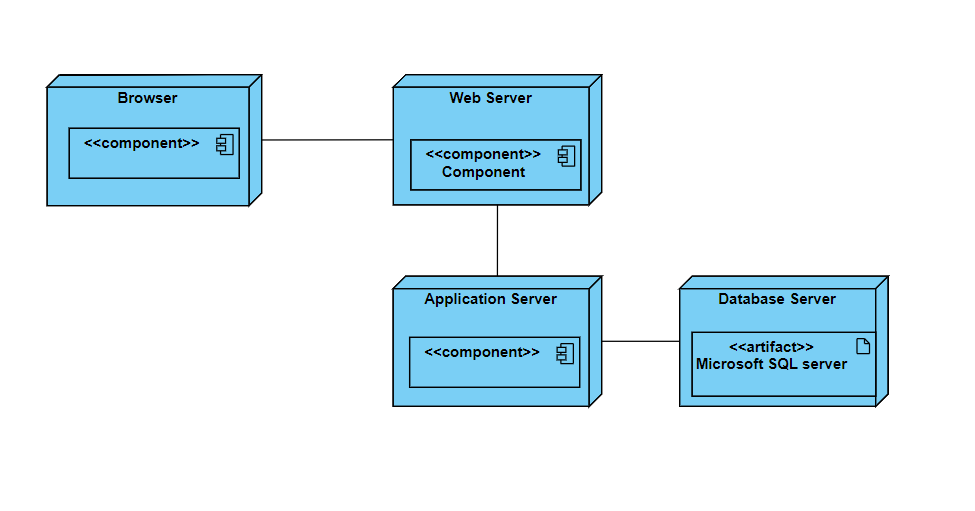 Browser
<<component>>
Web Server
<<component>>
Component
Application Server
<<component>>
Database Server
<<artifact>>
Microsoft SQL server